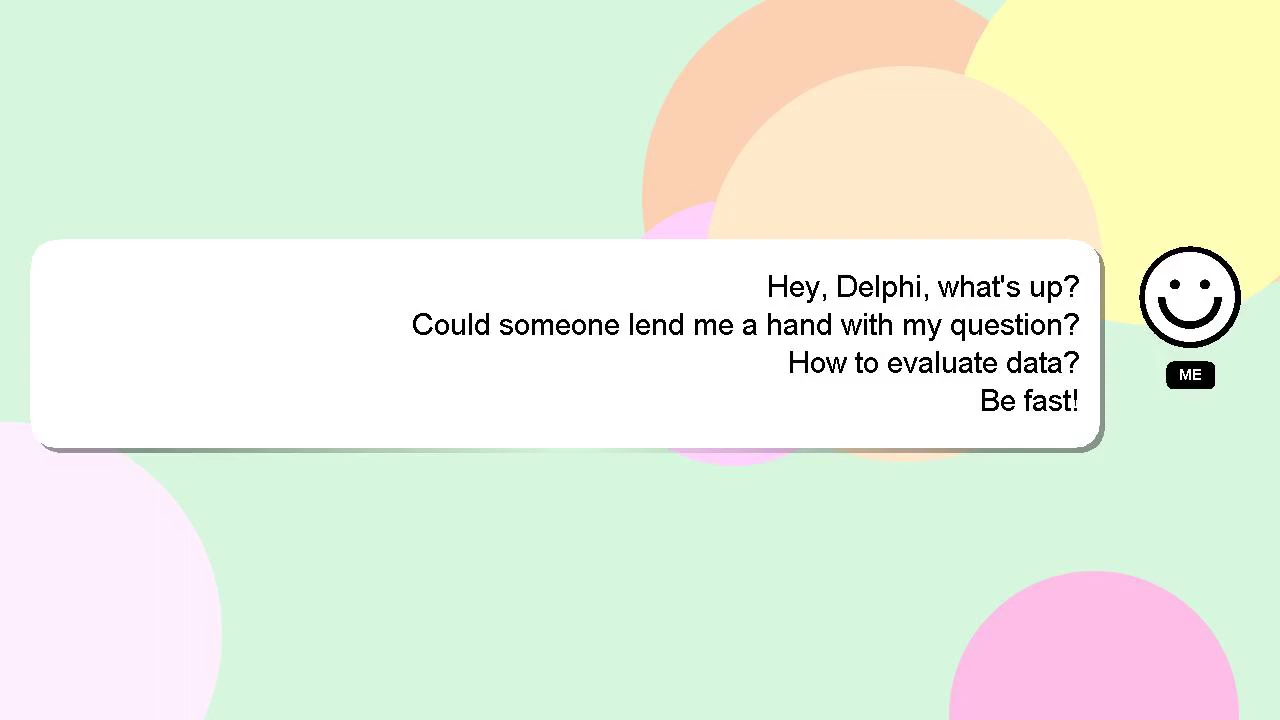 Hey, Delphi, what's up?
Could someone lend me a hand with my question?
How to evaluate data?
Be fast!
ME